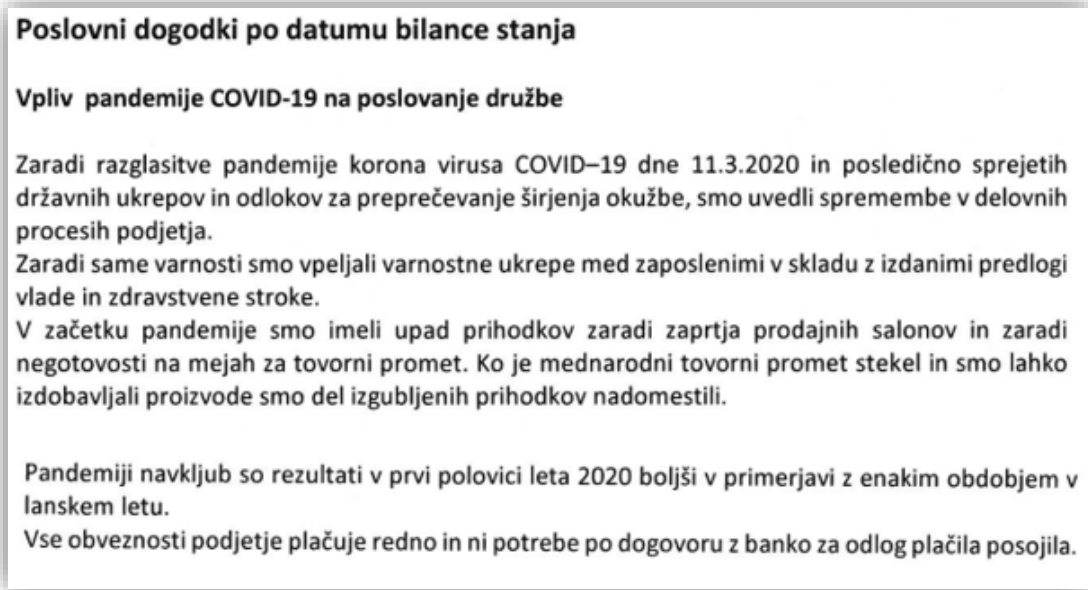 Poslovni dogodki po datumu bilance stanja
Vpliv pandemije COVID-19 na poslovanje družbe
Zaradi razglasitve pandemije korona virusa COVID–19 dne 11.3.2020 in posledično sprejetih
državnih ukrepov in odlokov za preprečevanje širjenja okužbe, smo uvedli spremembe v delovnih
procesih podjetja.
Zaradi same varnosti smo vpeljali varnostne ukrepe med zaposlenimi v skladu z izdanimi predlogi
vlade in zdravstvene stroke.
V začetku pandemije smo imeli upad prihodkov zaradi zaprtja prodajnih salonov in zaradi
negotovosti na mejah za tovorni promet. Ko je mednarodni tovorni promet stekel in smo lahko
izdobavljali proizvode smo del izgubljenih prihodkov nadomestili.
Pandemiji navkljub so rezultati v prvi polovici leta 2020 boljši v primerjavi z enakim obdobjem v
lanskem letu.
Vse obveznosti podjetje plačuje redno in ni potrebe po dogovoru z banko za odlog plačila posojila.